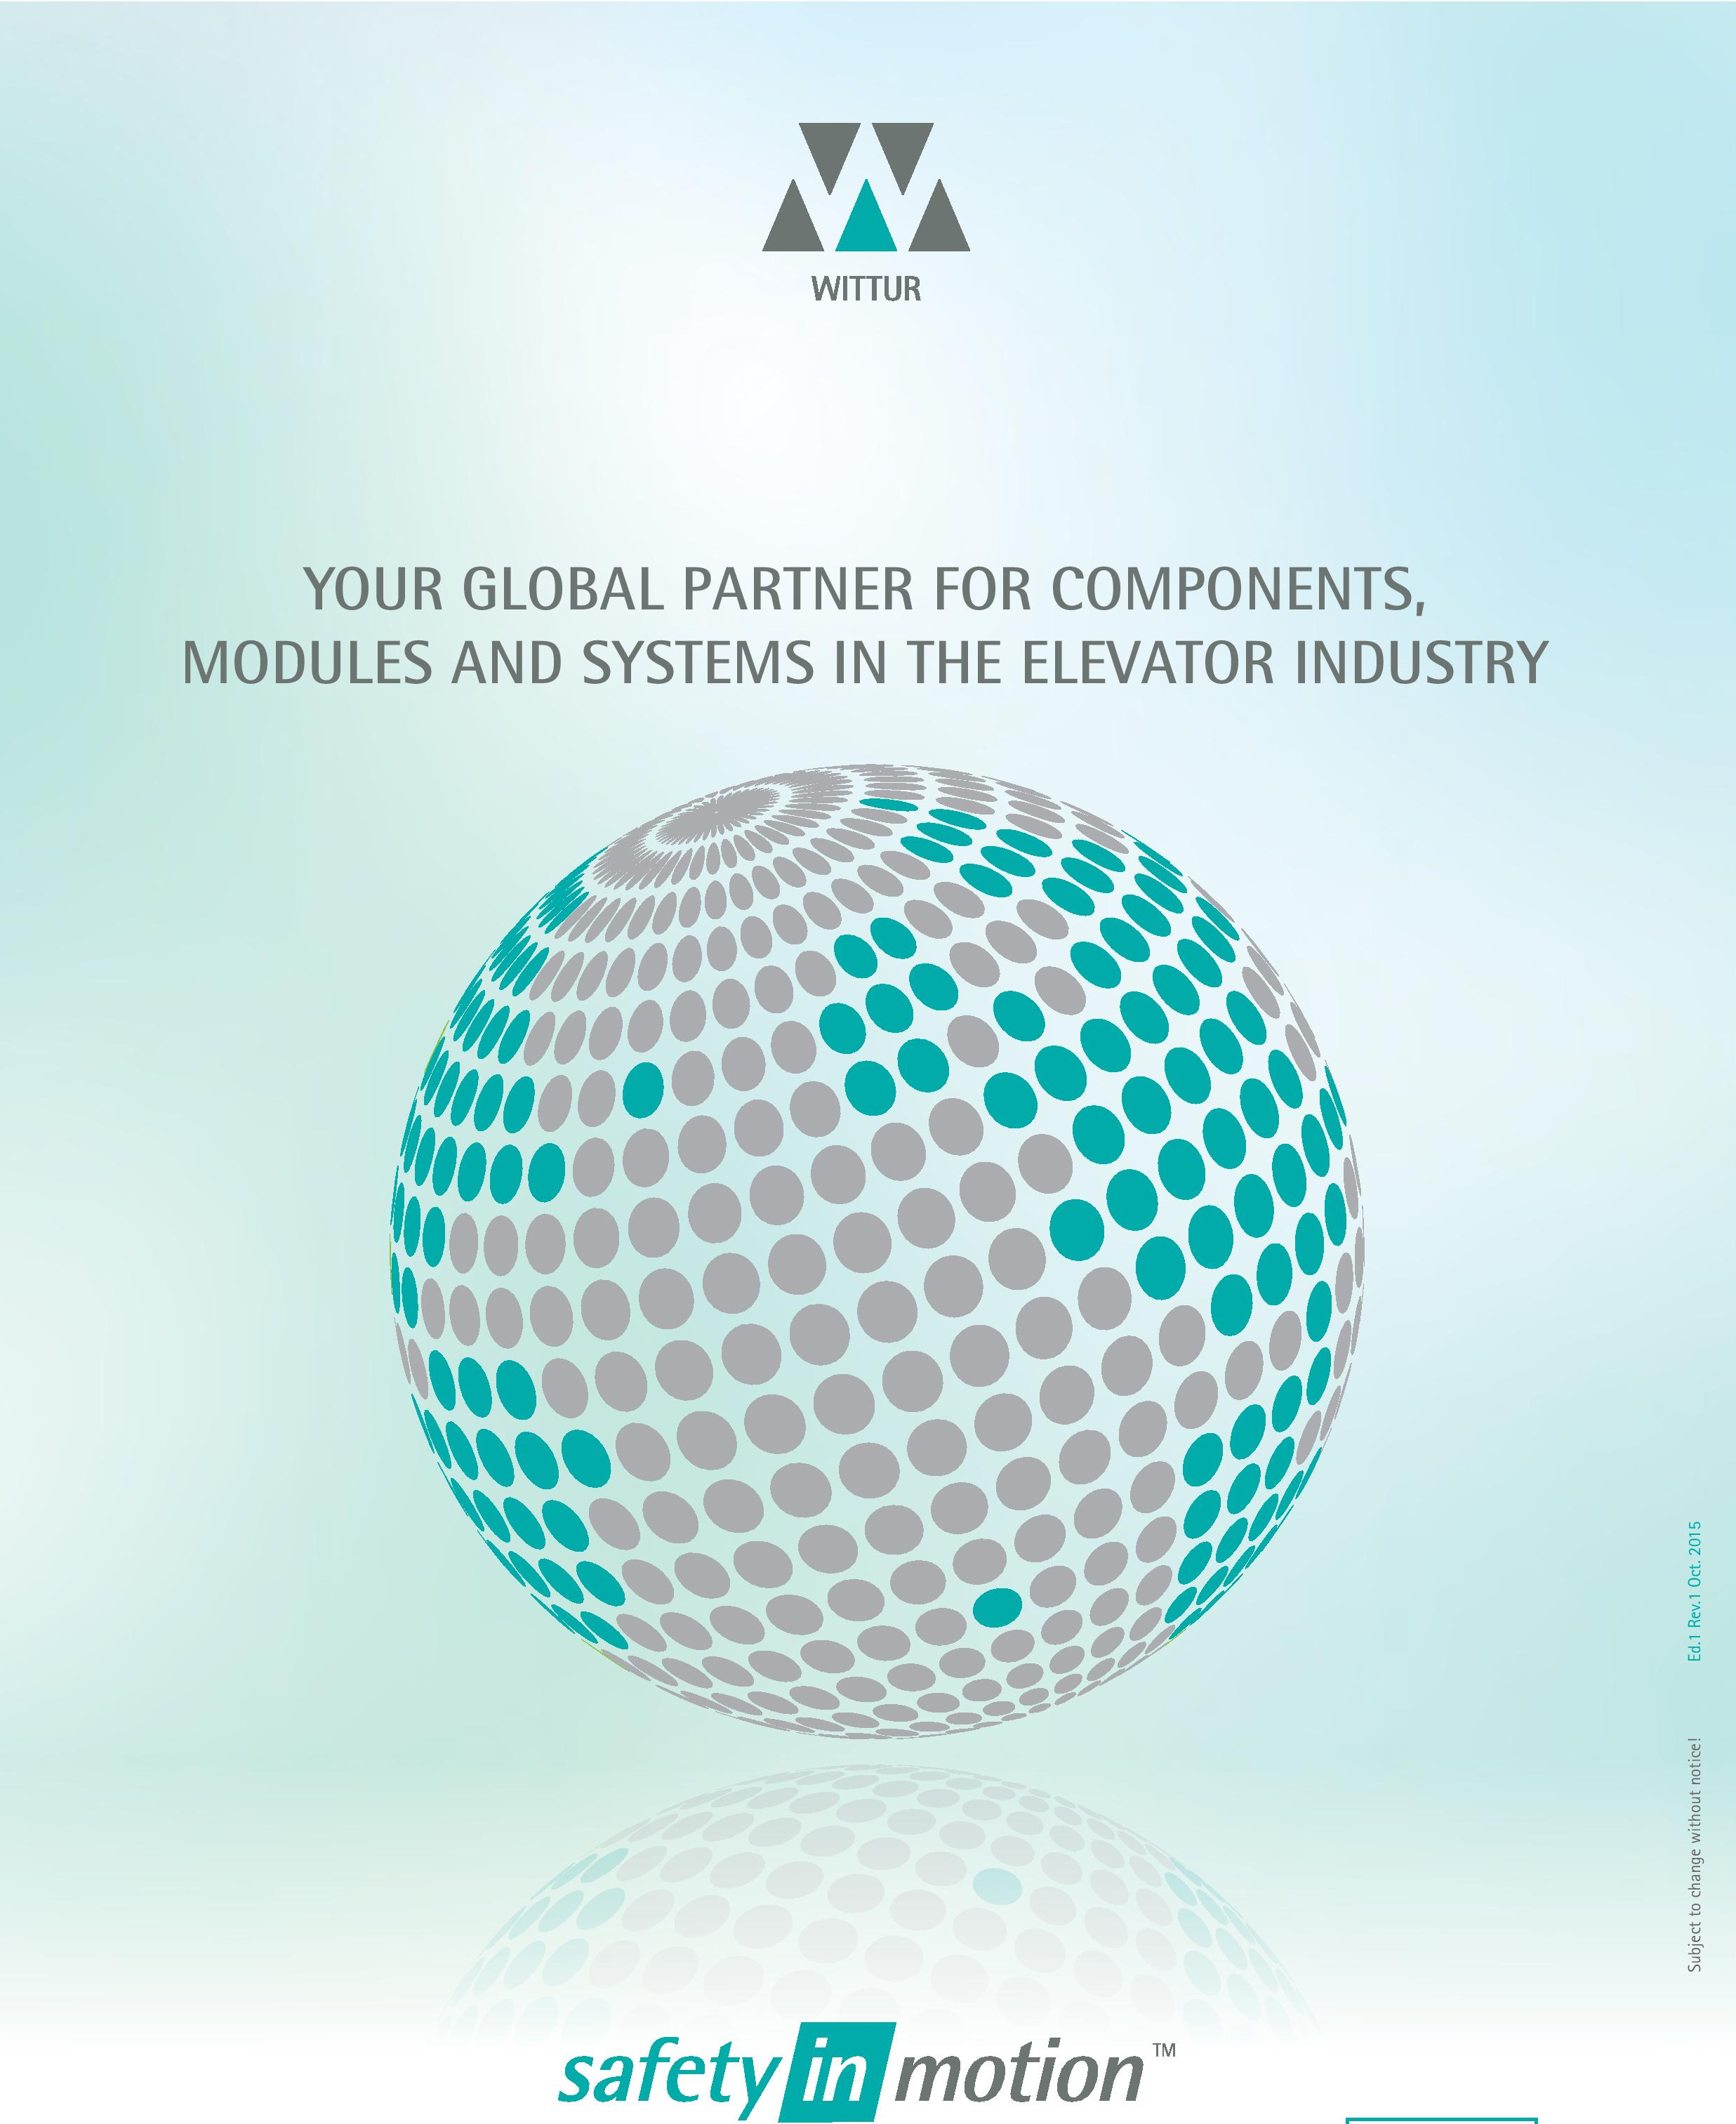 WITTUR
YOUR GLOBAL PARTNER FOR COMPONENTS,
MODULES AND SYSTEMS IN THE ELEVATOR INDUSTRY
Subject to change without notice! Ed.1 Rev.1 Oct. 2015
safety in motion™